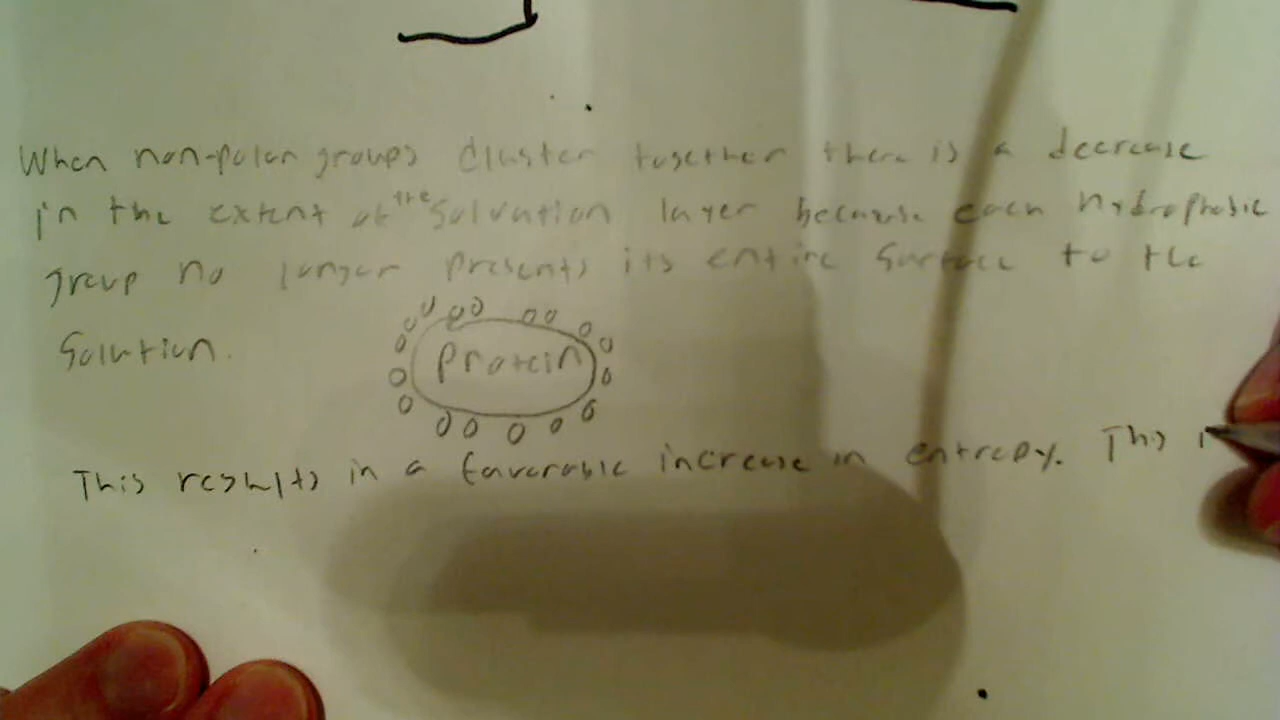 When non-polar groups cluster together there is a decrease
in the extent of the solvation layer because each hydrophobic
group no longer presents its entire surface to the
solution.
protein
This results in a favorable increase in entropy. This i